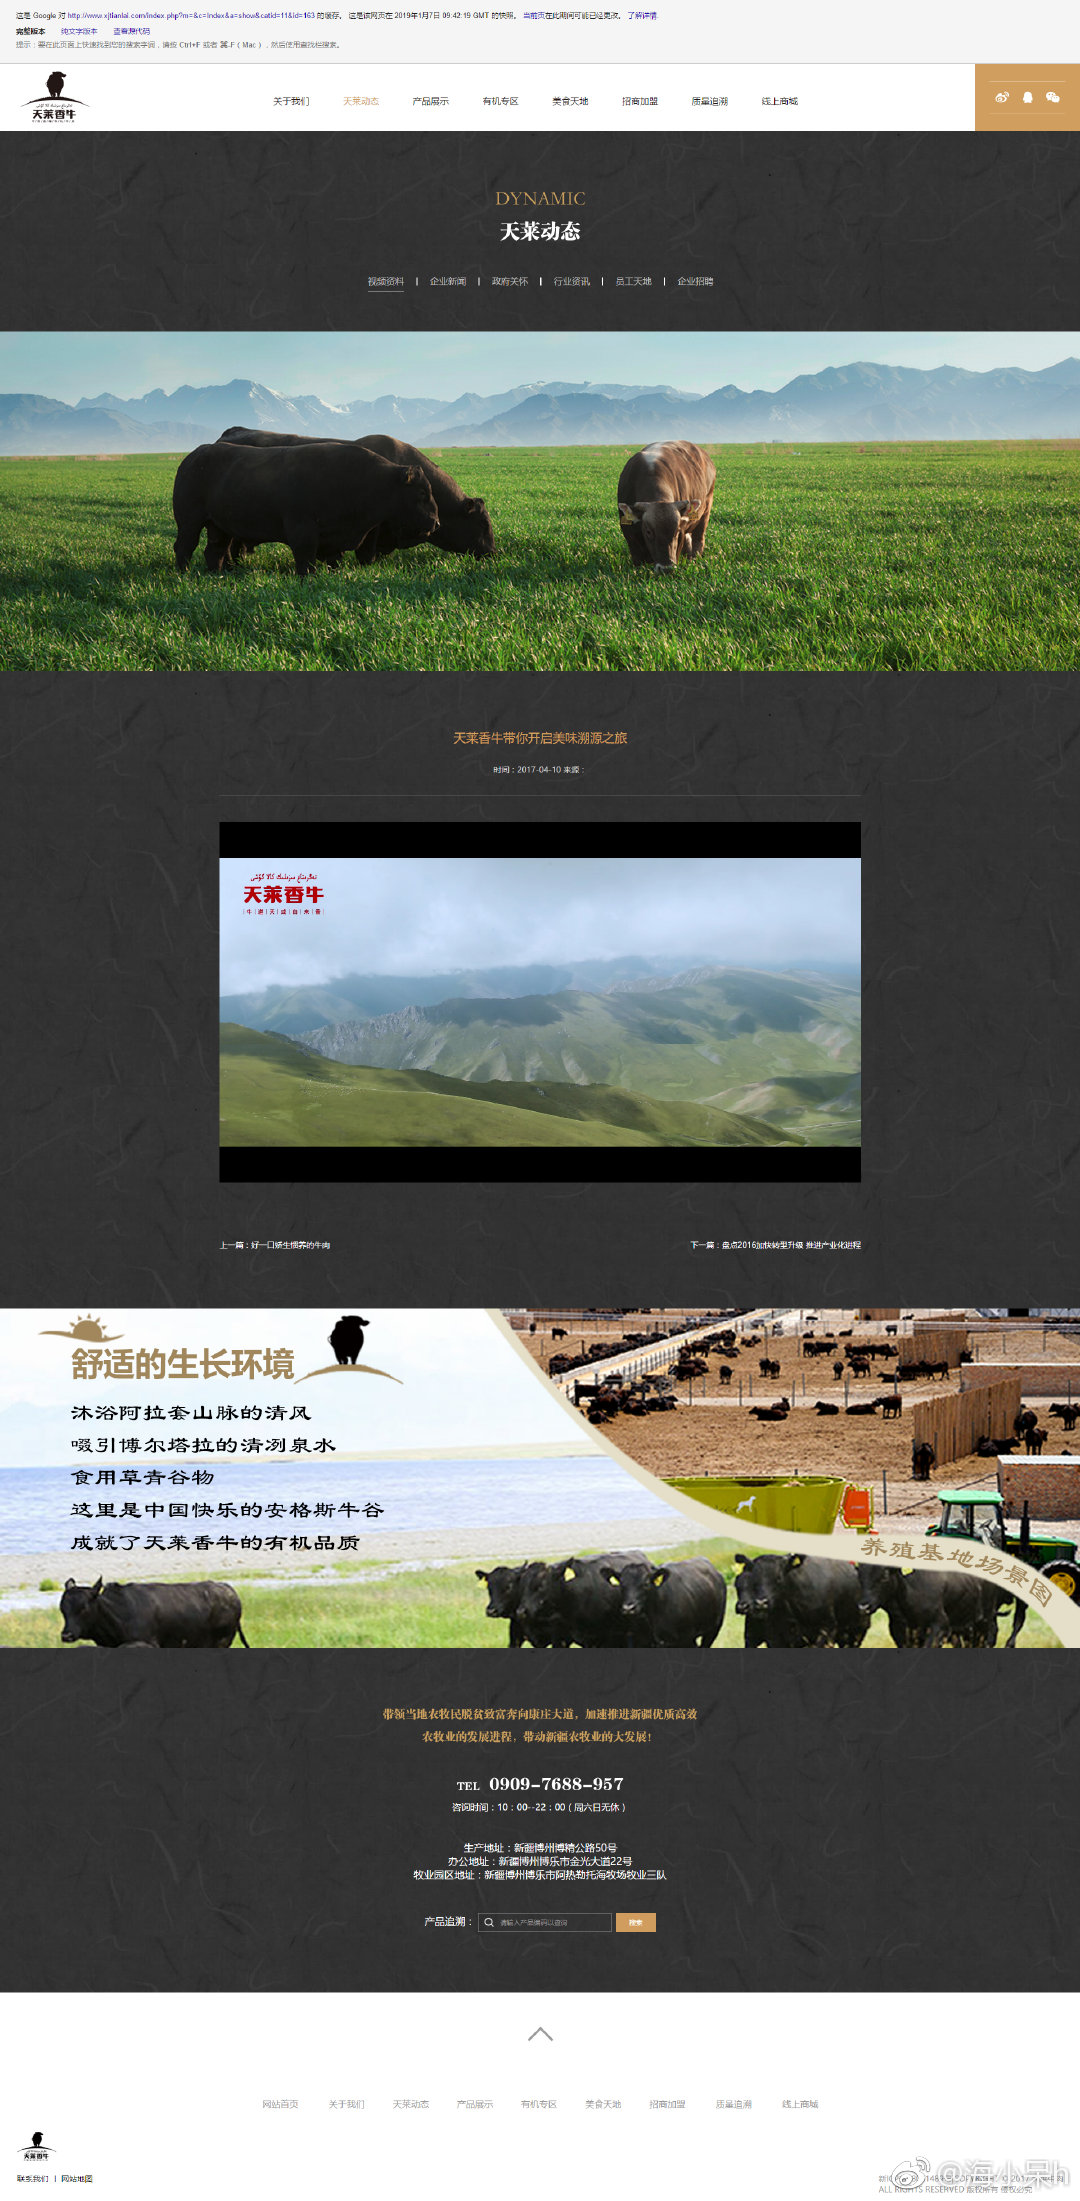 这是 Google 对 http://www.xjtianlai.com/index.php?m=&c=Index&a=show&catid=11&id=163 的缓存。 这是该网页在 2019年1月7日 09:42:19 GMT 的快照。 当前页在此期间可能已经更改。 了解详情.
完整版本 纯文字版本 查看源代码
提示：要在此页面上快速找到您的搜索字词，请按 Ctrl+F 或者 ⌘-F（Mac），然后使用查找栏搜索。
天莱香牛
关于我们 天莱动态 产品展示 有机专区 美食天地 招商加盟 质量追溯 线上商城
DYNAMIC
天莱动态
视频资料 | 企业新闻 | 政府关怀 | 行业资讯 | 员工天地 | 企业招聘
天莱香牛带你开启美味溯源之旅
时间：2017-04-10 来源：
天莱香牛
上一篇：好一口娇生惯养的牛肉
下一篇：盘点2016加快转型升级 推进产业化进程
舒适的生长环境
沐浴阿拉套山脉的清风
啜引博尔塔拉的清冽泉水
食用草青谷物
这里是中国快乐的安格斯牛谷
成就了天莱香牛的有机品质
养殖基地场景图
带领当地农牧民脱贫致富奔向康庄大道，加速推进新疆优质高效
农牧业的发展进程，带动新疆农牧业的大发展！
TEL 0909-7688-957
咨询时间：10：00--22：00（周六日无休）
生产地址：新疆博州博精公路50号
办公地址：新疆博州博乐市金光大道22号
牧业园区地址：新疆博州博乐市阿热勒托海牧场牧业三队
产品追溯： 请输入产品编码以查询 搜索
网站首页 关于我们 天莱动态 产品展示 有机专区 美食天地 招商加盟 质量追溯 线上商城
天莱香牛
联系我们 | 网站地图
ALL RIGHTS RESERVED 版权所有 侵权必究
@海小呆h